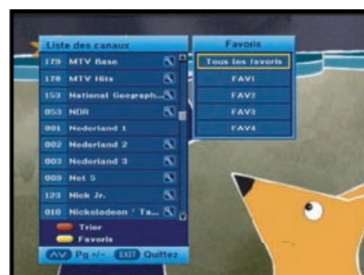 Liste des canaux
179 MTV Base
178 MTV Hits
153 National Geograph...
053 NDR
001 Nederland 1
002 Nederland 2
003 Nederland 3
009 Net 5
123 Nick Jr.
010 Nickelodeon / Ta...
Trier
Favoris
Pg +/- EXIT Quittez
Favoris
Tous les favoris
FAV1
FAV2
FAV3
FAV4